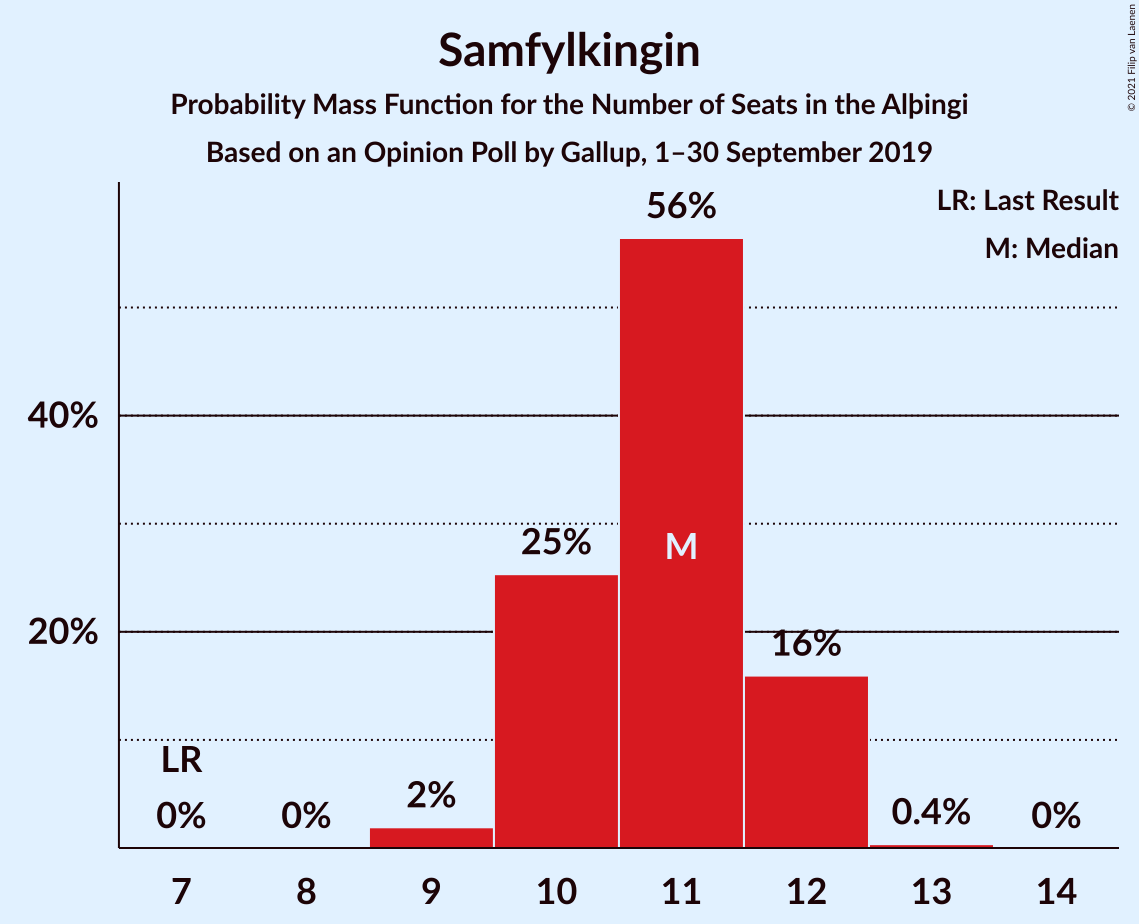 Samfylkingin
Probability Mass Function for the Number of Seats in the Alþingi
Based on an Opinion Poll by Gallup, 1–30 September 2019
© 2021 Filip van Laenen
LR: Last Result
M: Median
56%
40%
25%
M
20%
16%
LR
0%
0%
2%
0.4%
0%
7
8
9
10
11
12
13
14